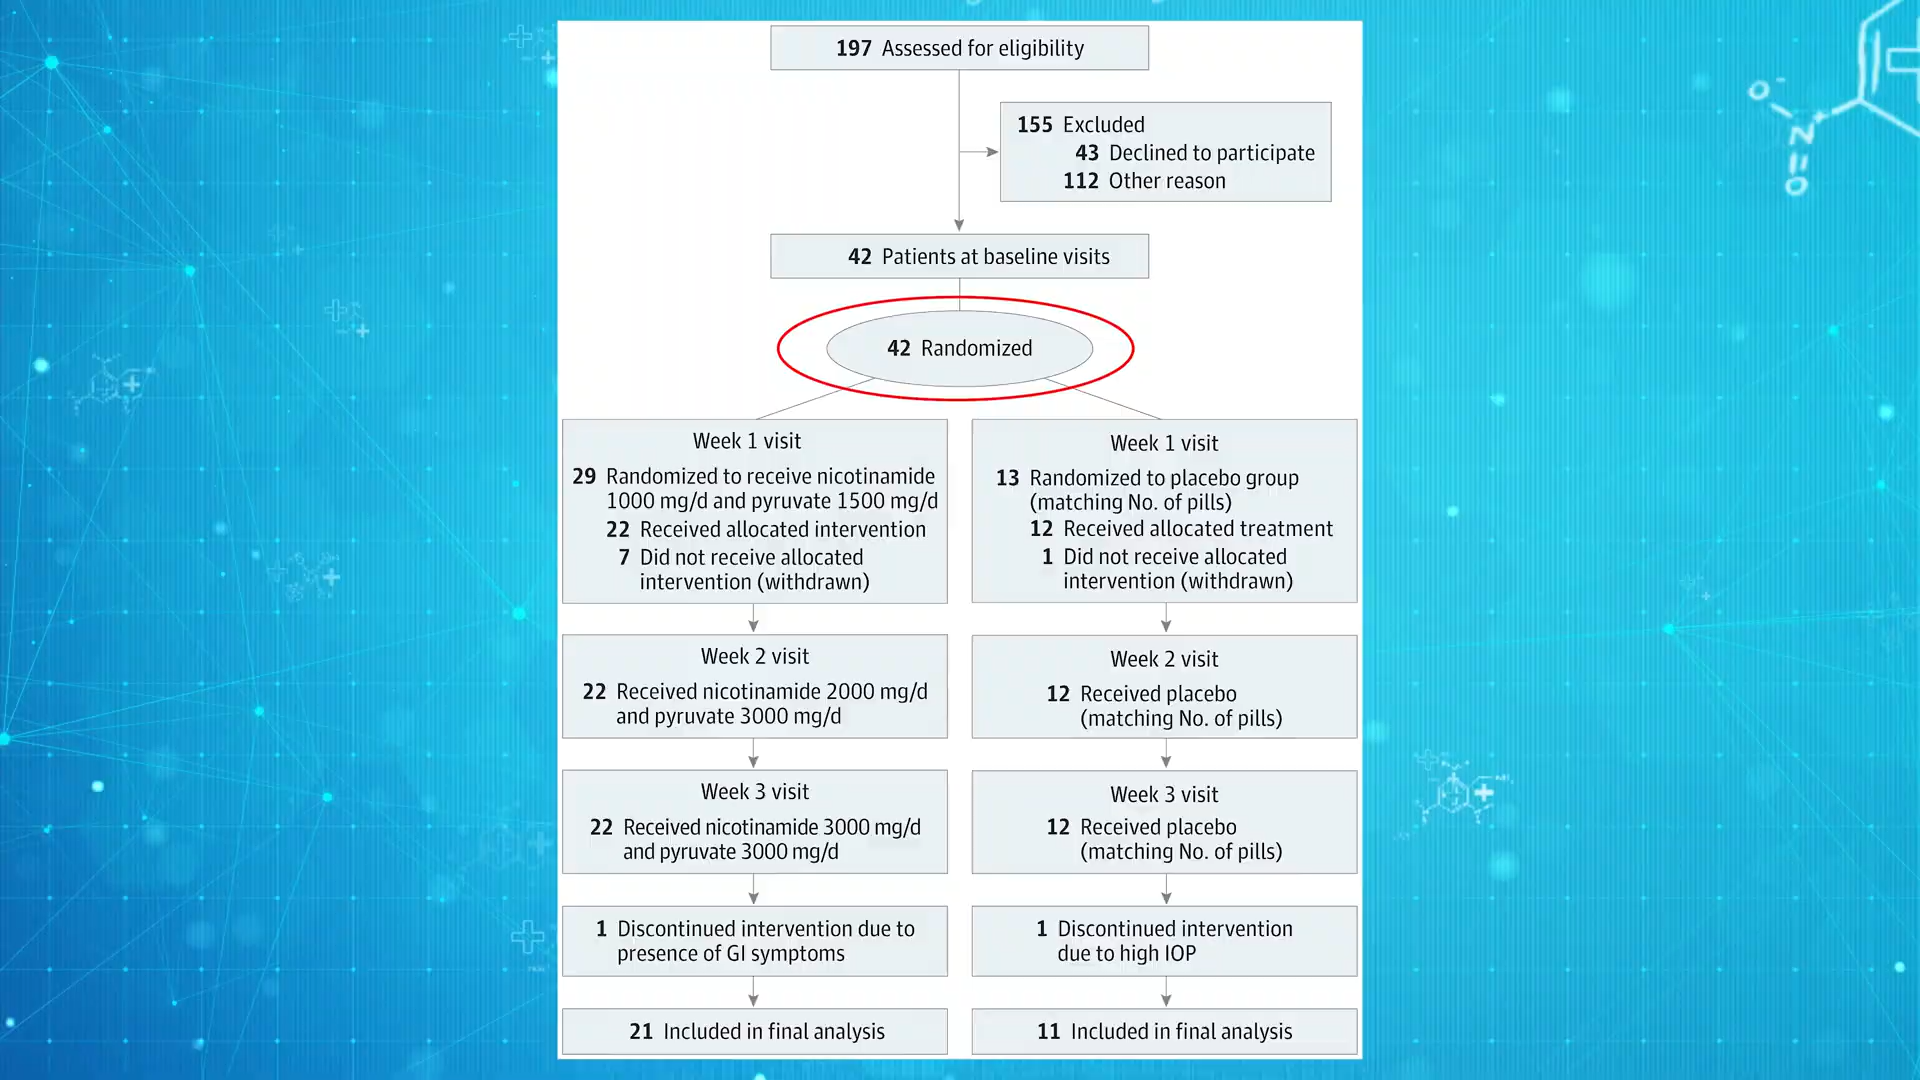 197 Assessed for eligibility
155 Excluded
43 Declined to participate
112 Other reason
42 Patients at baseline visits
42 Randomized
Week 1 visit
29 Randomized to receive nicotinamide
1000 mg/d and pyruvate 1500 mg/d
22 Received allocated intervention
7 Did not receive allocated
intervention (withdrawn)
Week 1 visit
13 Randomized to placebo group
(matching No. of pills)
12 Received allocated treatment
1 Did not receive allocated
intervention (withdrawn)
Week 2 visit
22 Received nicotinamide 2000 mg/d
and pyruvate 3000 mg/d
Week 2 visit
12 Received placebo
(matching No. of pills)
Week 3 visit
22 Received nicotinamide 3000 mg/d
and pyruvate 3000 mg/d
Week 3 visit
12 Received placebo
(matching No. of pills)
1 Discontinued intervention due to
presence of GI symptoms
1 Discontinued intervention
due to high IOP
21 Included in final analysis
11 Included in final analysis
O-
N+
O